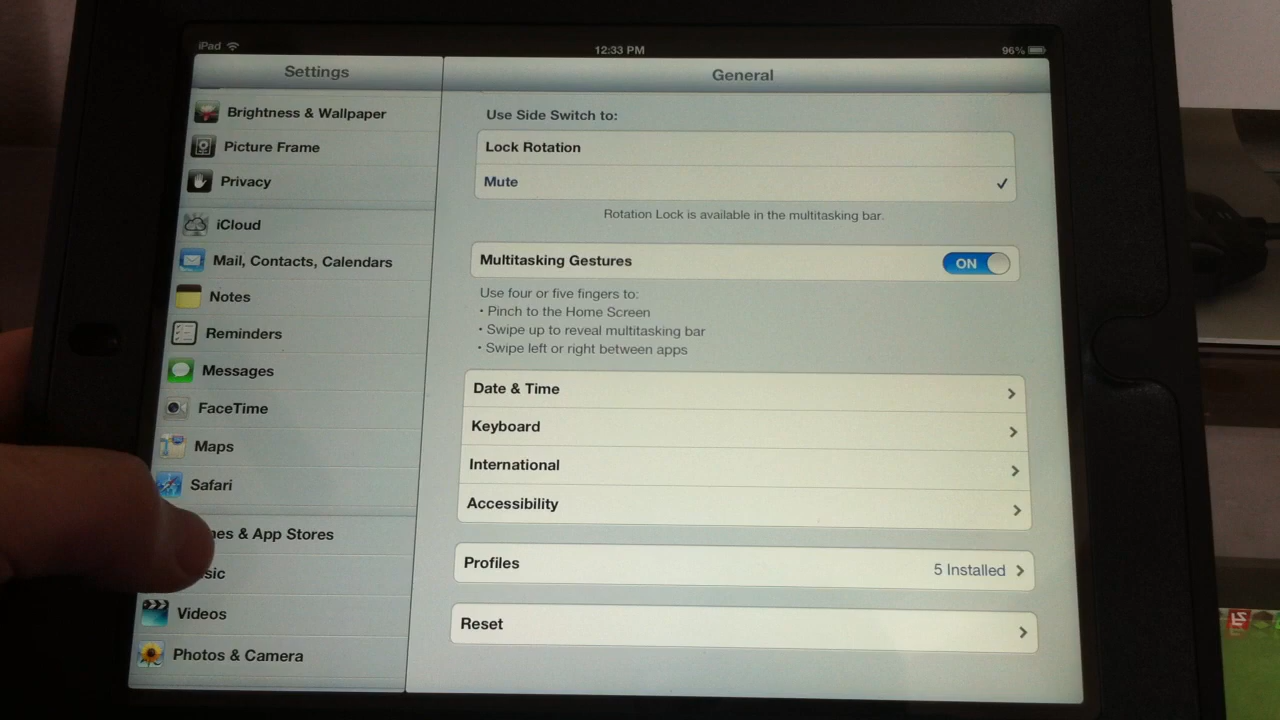 iPad
12:33 PM
96%
Settings
General
Brightness & Wallpaper
Picture Frame
Privacy
iCloud
Mail, Contacts, Calendars
Notes
Reminders
Messages
FaceTime
Maps
Safari
& App Stores
Videos
Photos & Camera
Use Side Switch to:
Lock Rotation
Mute
Rotation Lock is available in the multitasking bar.
Multitasking Gestures
ON
Use four or five fingers to:
• Pinch to the Home Screen
• Swipe up to reveal multitasking bar
• Swipe left or right between apps
Date & Time
Keyboard
International
Accessibility
Profiles
5 Installed
Reset